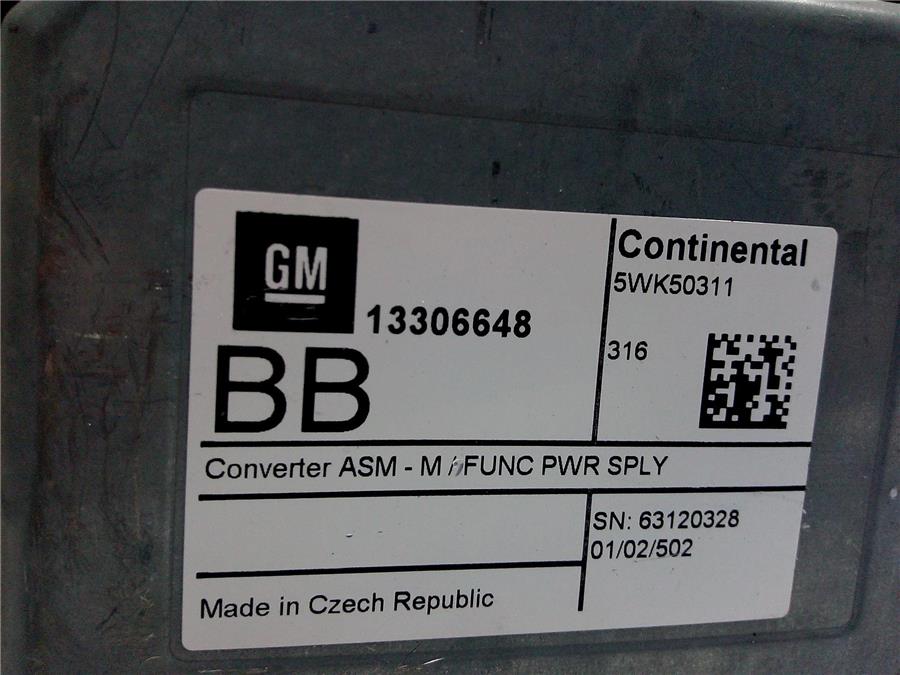 GM
13306648
BB
Continental
5WK50311
316
Converter ASM - M/FUNC PWR SPLY
SN: 63120328
01/02/502
Made in Czech Republic